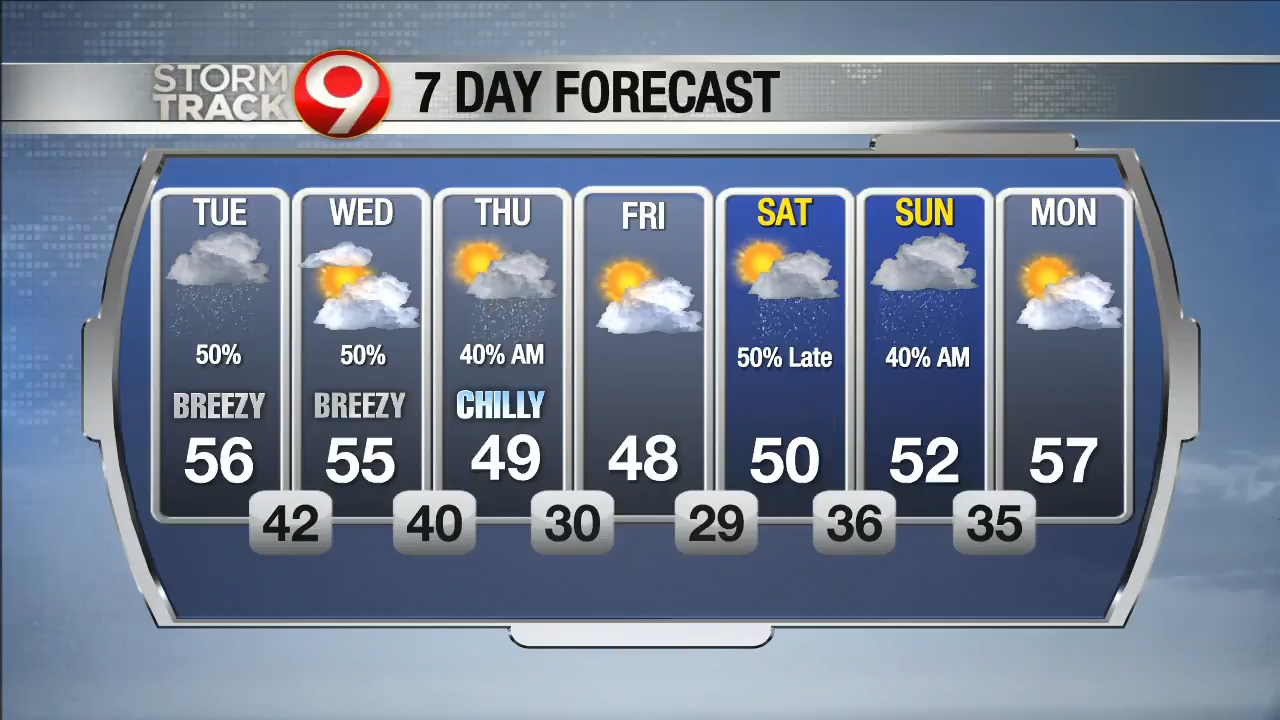 STORM
TRACK
9
7 DAY FORECAST
TUE
50%
BREEZY
56
WED
50%
BREEZY
55
THU
40% AM
CHILLY
49
FRI
48
SAT
50% Late
50
SUN
40% AM
52
MON
57
42
40
30
29
36
35